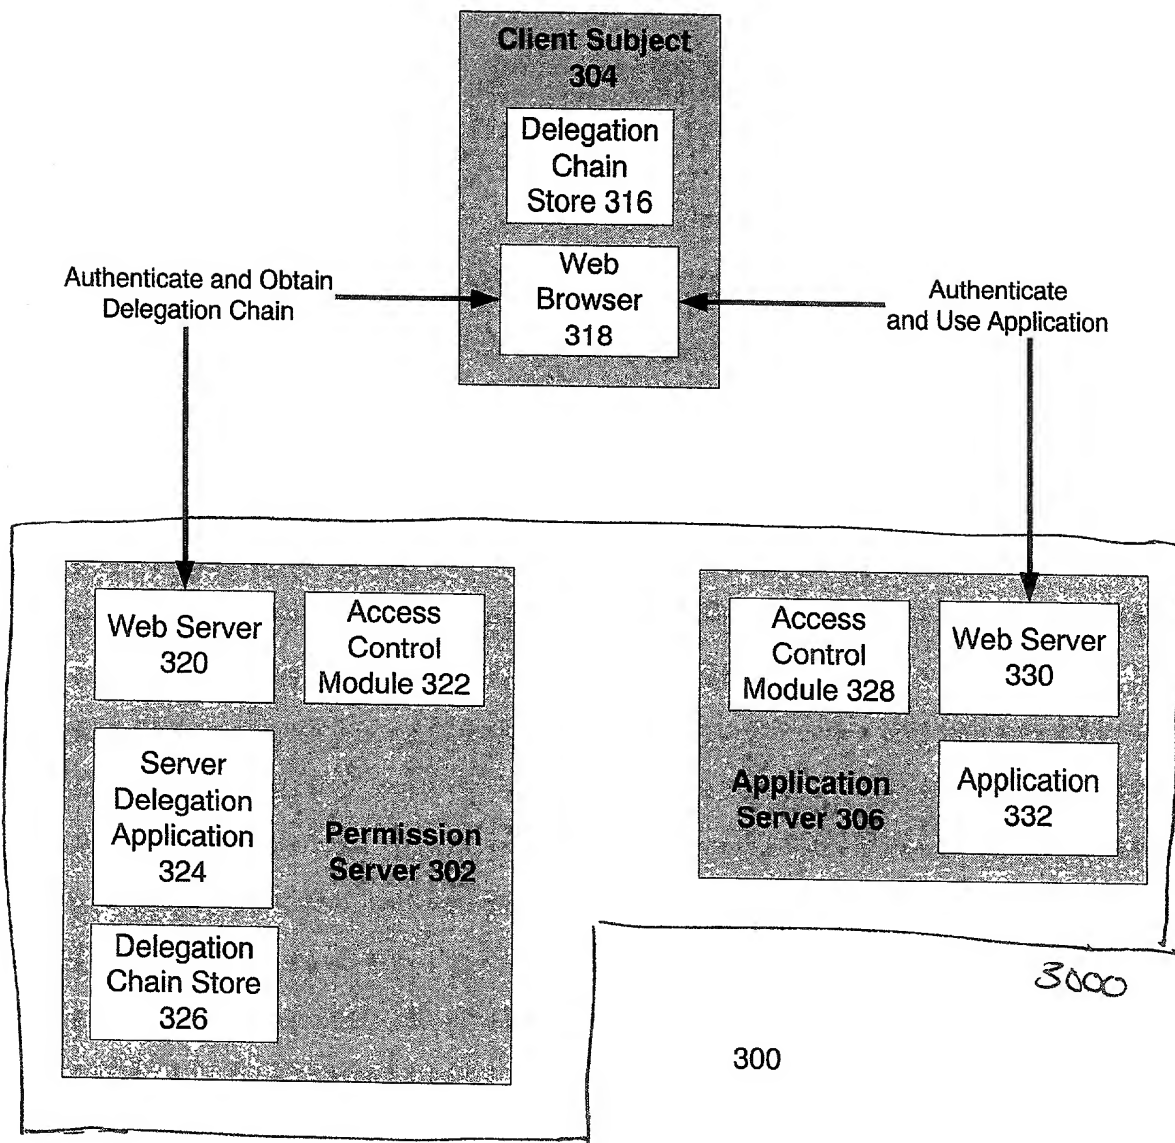 Client Subject
304
Delegation
Chain
Store 316
Web
Browser
318
Authenticate and Obtain
Delegation Chain
Authenticate
and Use Application
Web Server
320
Access
Control
Module 322
Server
Delegation
Application
324
Permission
Server 302
Delegation
Chain Store
326
Access
Control
Module 328
Web Server
330
Application
Server 306
Application
332
3000
300